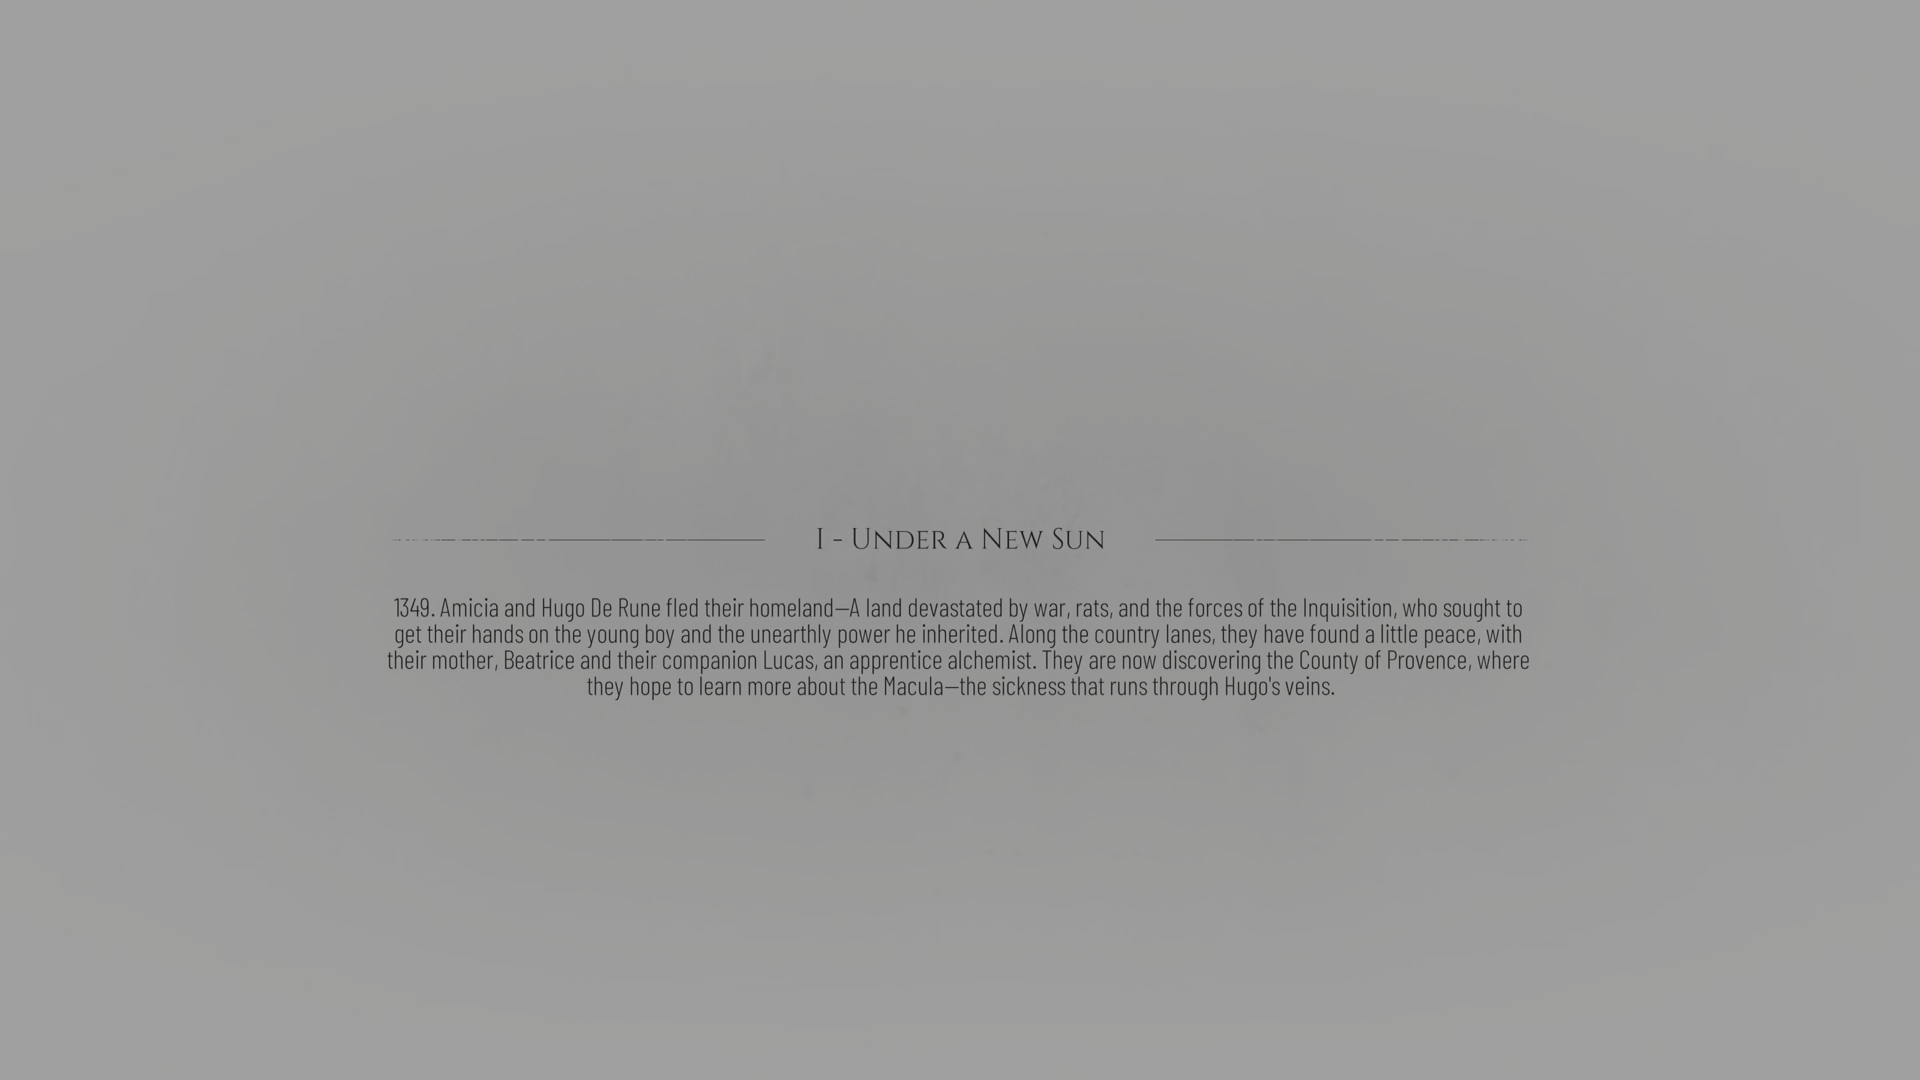 I - Under a New Sun
1349. Amicia and Hugo De Rune fled their homeland—A land devastated by war, rats, and the forces of the Inquisition, who sought to
get their hands on the young boy and the unearthly power he inherited. Along the country lanes, they have found a little peace, with
their mother, Beatrice and their companion Lucas, an apprentice alchemist. They are now discovering the County of Provence, where
they hope to learn more about the Macula—the sickness that runs through Hugo's veins.